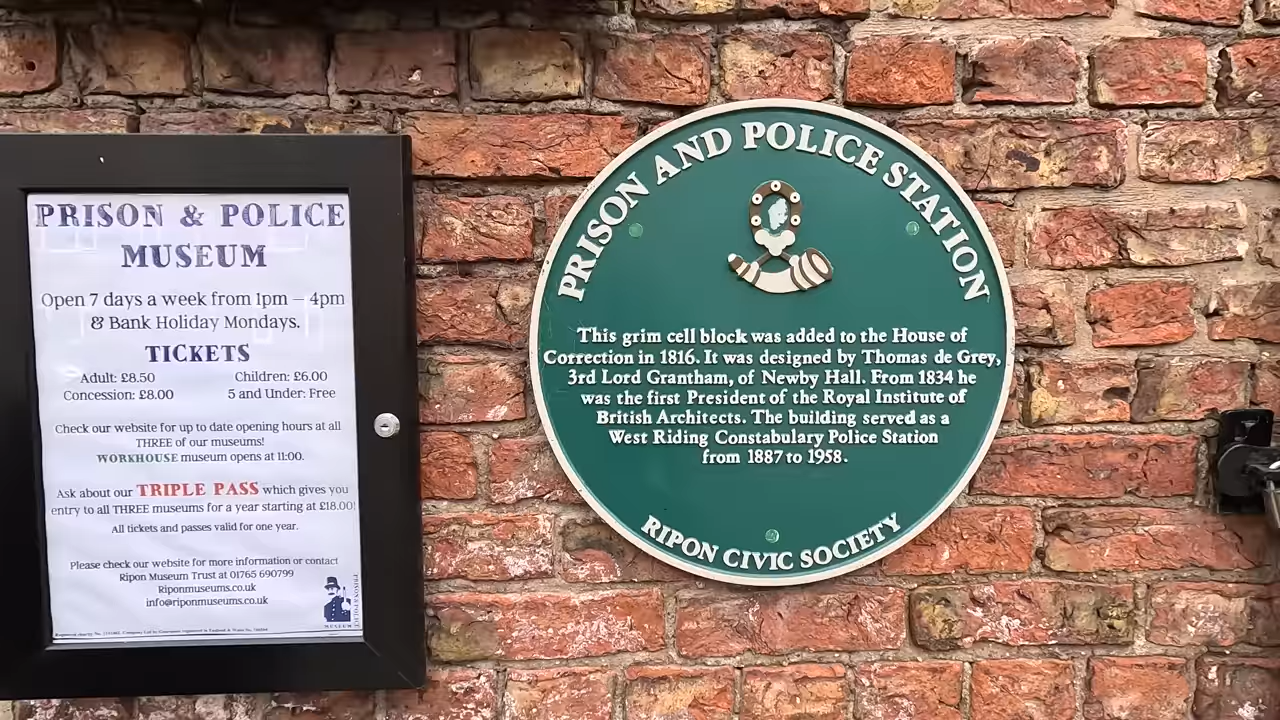 PRISON & POLICE
MUSEUM
Open 7 days a week from 1pm – 4pm
& Bank Holiday Mondays.
TICKETS
Adult: £8.50 Children: £6.00
Concession: £8.00 5 and Under: Free
Check our website for up to date opening hours at all
THREE of our museums!
WORKHOUSE museum opens at 11:00.
Ask about our TRIPLE PASS which gives you
entry to all THREE museums for a year starting at £18.00!
All tickets and passes valid for one year.
Please check our website for more information or contact
Ripon Museum Trust at 01765 690799
Riponmuseums.co.uk
info@riponmuseums.co.uk
PRISON & POLICE
MUSEUM
PRISON AND POLICE STATION
This grim cell block was added to the House of
Correction in 1816. It was designed by Thomas de Grey,
3rd Lord Grantham, of Newby Hall. From 1834 he
was the first President of the Royal Institute of
British Architects. The building served as a
West Riding Constabulary Police Station
from 1887 to 1958.
RIPON CIVIC SOCIETY